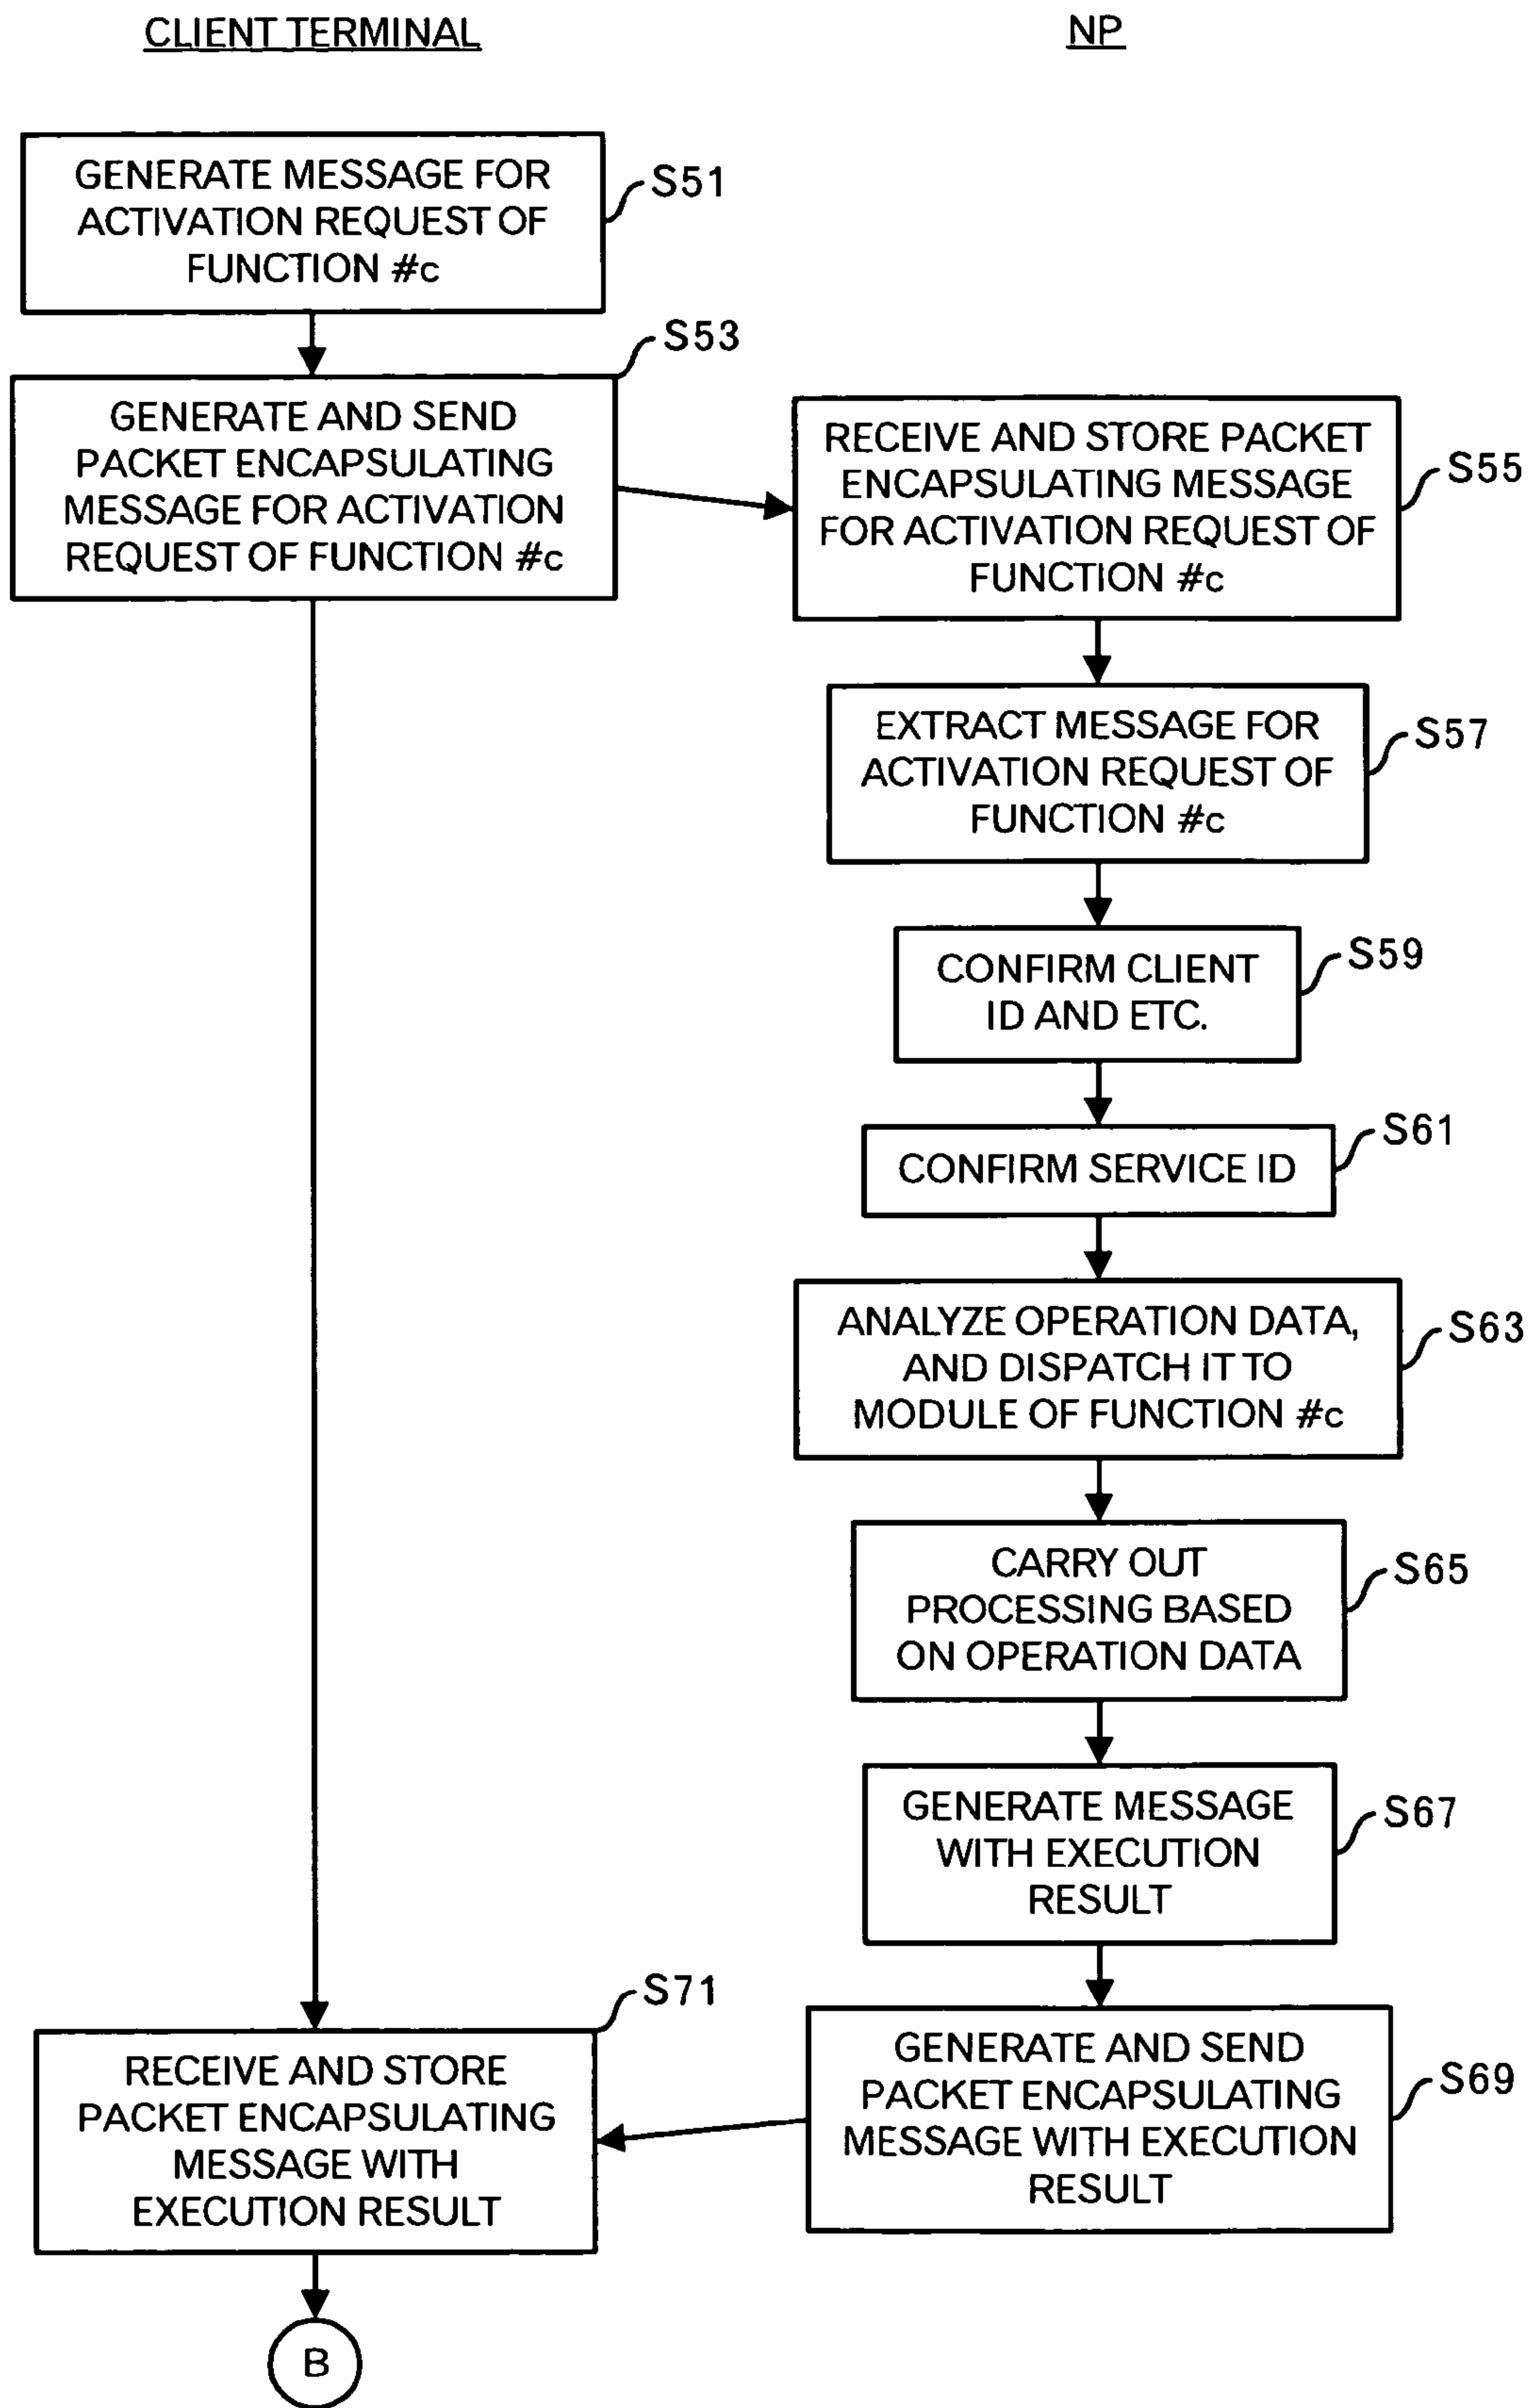 CLIENT TERMINAL
NP
GENERATE MESSAGE FOR
ACTIVATION REQUEST OF
FUNCTION #c
S51
GENERATE AND SEND
PACKET ENCAPSULATING
MESSAGE FOR ACTIVATION
REQUEST OF FUNCTION #c
S53
RECEIVE AND STORE PACKET
ENCAPSULATING MESSAGE
FOR ACTIVATION REQUEST OF
FUNCTION #c
S55
EXTRACT MESSAGE FOR
ACTIVATION REQUEST OF
FUNCTION #c
S57
CONFIRM CLIENT
ID AND ETC.
S59
CONFIRM SERVICE ID
S61
ANALYZE OPERATION DATA,
AND DISPATCH IT TO
MODULE OF FUNCTION #c
S63
CARRY OUT
PROCESSING BASED
ON OPERATION DATA
S65
GENERATE MESSAGE
WITH EXECUTION
RESULT
S67
GENERATE AND SEND
PACKET ENCAPSULATING
MESSAGE WITH EXECUTION
RESULT
S69
RECEIVE AND STORE
PACKET ENCAPSULATING
MESSAGE WITH
EXECUTION RESULT
S71
B